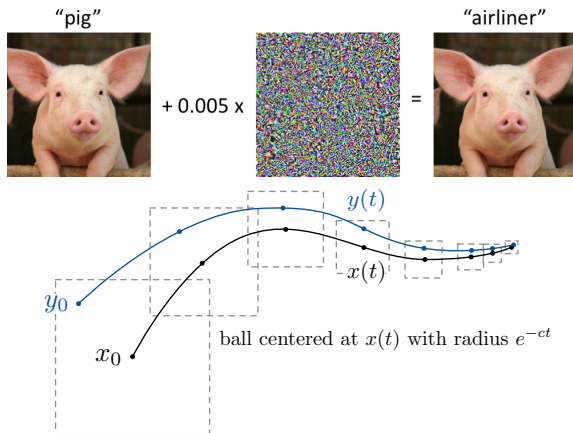 “pig” “airliner”
+ 0.005 x =
y(t)
x(t)
y₀
x₀
ball centered at x(t) with radius e^{-ct}